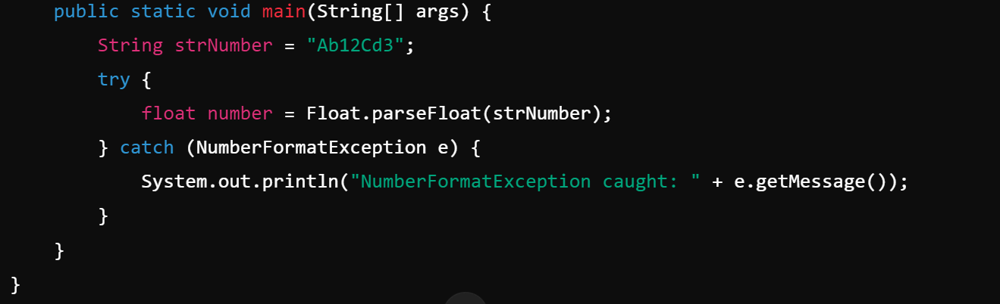 public static void main(String[] args) {
String strNumber = "Ab12Cd3";
try {
float number = Float.parseFloat(strNumber);
} catch (NumberFormatException e) {
System.out.println("NumberFormatException caught: " + e.getMessage());
}
}
}